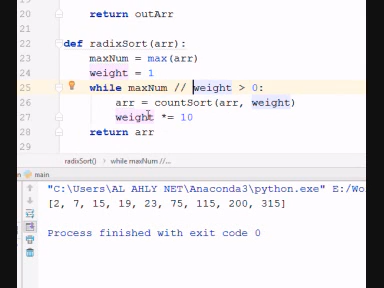 20 return outArr
21
22 def radixSort(arr):
23 maxNum = max(arr)
24 weight = 1
25 while maxNum // weight > 0:
26 arr = countSort(arr, weight)
27 weight *= 10
28 return arr
29
radixSort() while maxNum //...
main
"C:\Users\AL AHLY NET\Anaconda3\python.exe" E:/Wo
[2, 7, 15, 19, 23, 75, 115, 200, 315]
Process finished with exit code 0